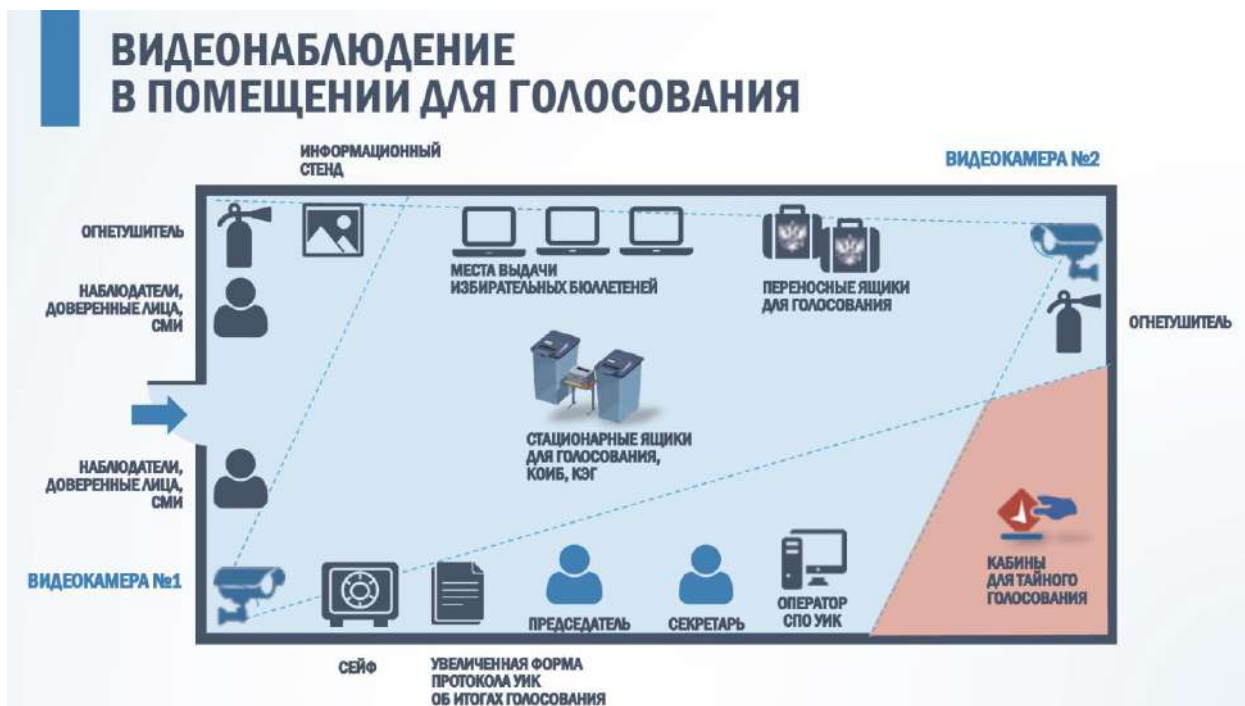 ВИДЕОНАБЛЮДЕНИЕ
В ПОМЕЩЕНИИ ДЛЯ ГОЛОСОВАНИЯ
ИНФОРМАЦИОННЫЙ
СТЕНД
ВИДЕОКАМЕРА №2
ОГНЕТУШИТЕЛЬ
НАБЛЮДАТЕЛИ,
ДОВЕРЕННЫЕ ЛИЦА,
СМИ
МЕСТА ВЫДАЧИ
ИЗБИРАТЕЛЬНЫХ БЮЛЛЕТЕНЕЙ
ПЕРЕНОСНЫЕ ЯЩИКИ
ДЛЯ ГОЛОСОВАНИЯ
ОГНЕТУШИТЕЛЬ
СТАЦИОНАРНЫЕ ЯЩИКИ
ДЛЯ ГОЛОСОВАНИЯ,
КОИБ, КЭГ
НАБЛЮДАТЕЛИ,
ДОВЕРЕННЫЕ ЛИЦА,
СМИ
ВИДЕОКАМЕРА №1
ПРЕДСЕДАТЕЛЬ
СЕКРЕТАРЬ
ОПЕРАТОР
СПО УИК
КАБИНЫ
ДЛЯ ТАЙНОГО
ГОЛОСОВАНИЯ
СЕЙФ
УВЕЛИЧЕННАЯ ФОРМА
ПРОТОКОЛА УИК
ОБ ИТОГАХ ГОЛОСОВАНИЯ